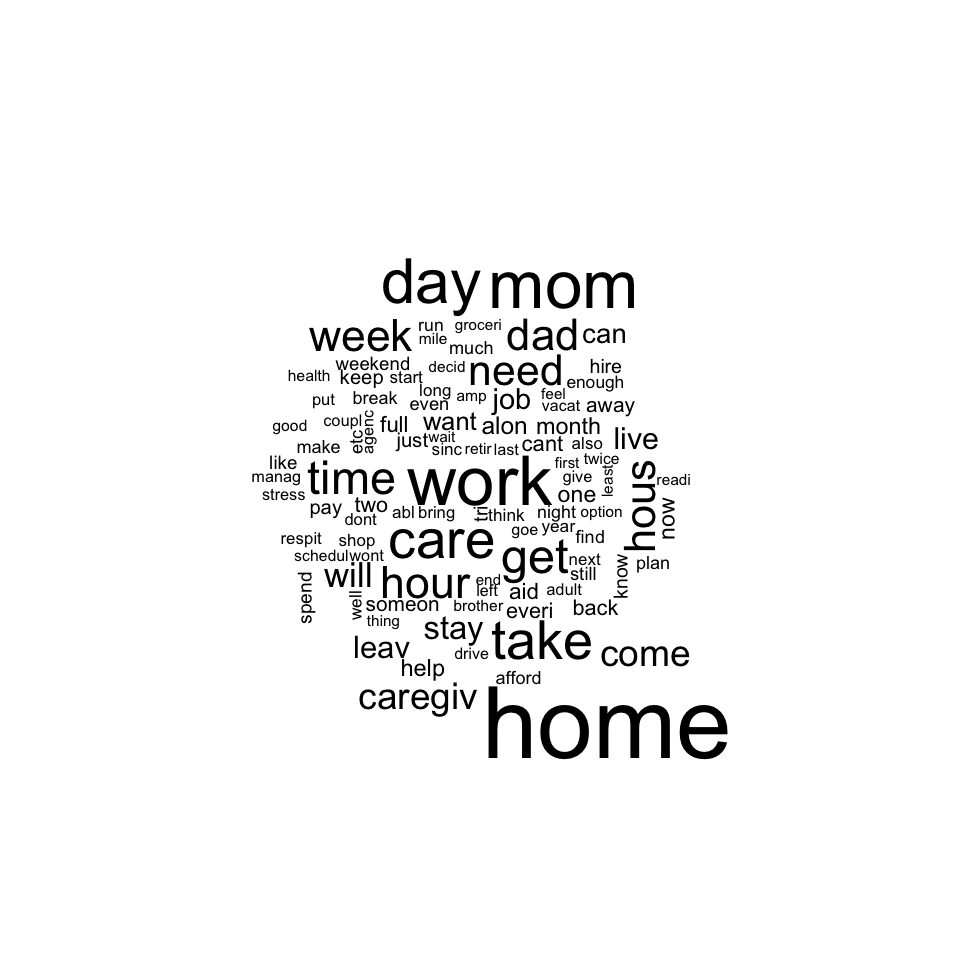 day mom
week run groceri dad can
mile
much
weekend decid need hire
health keep start enough
long amp job feel
put break even vacat away
good coupl etc agenc full want alon month
just wait sinc retir last cant also live
make
like
manag time work first twice least hous readi
stress give
pay two abl bring tri think night one option now
dont goe year
respit shop care get find
schedul wont next know plan
will hour end still
spend well someon left aid adult
thing brother everi back
stay take come
leav drive
help afford
caregiv home